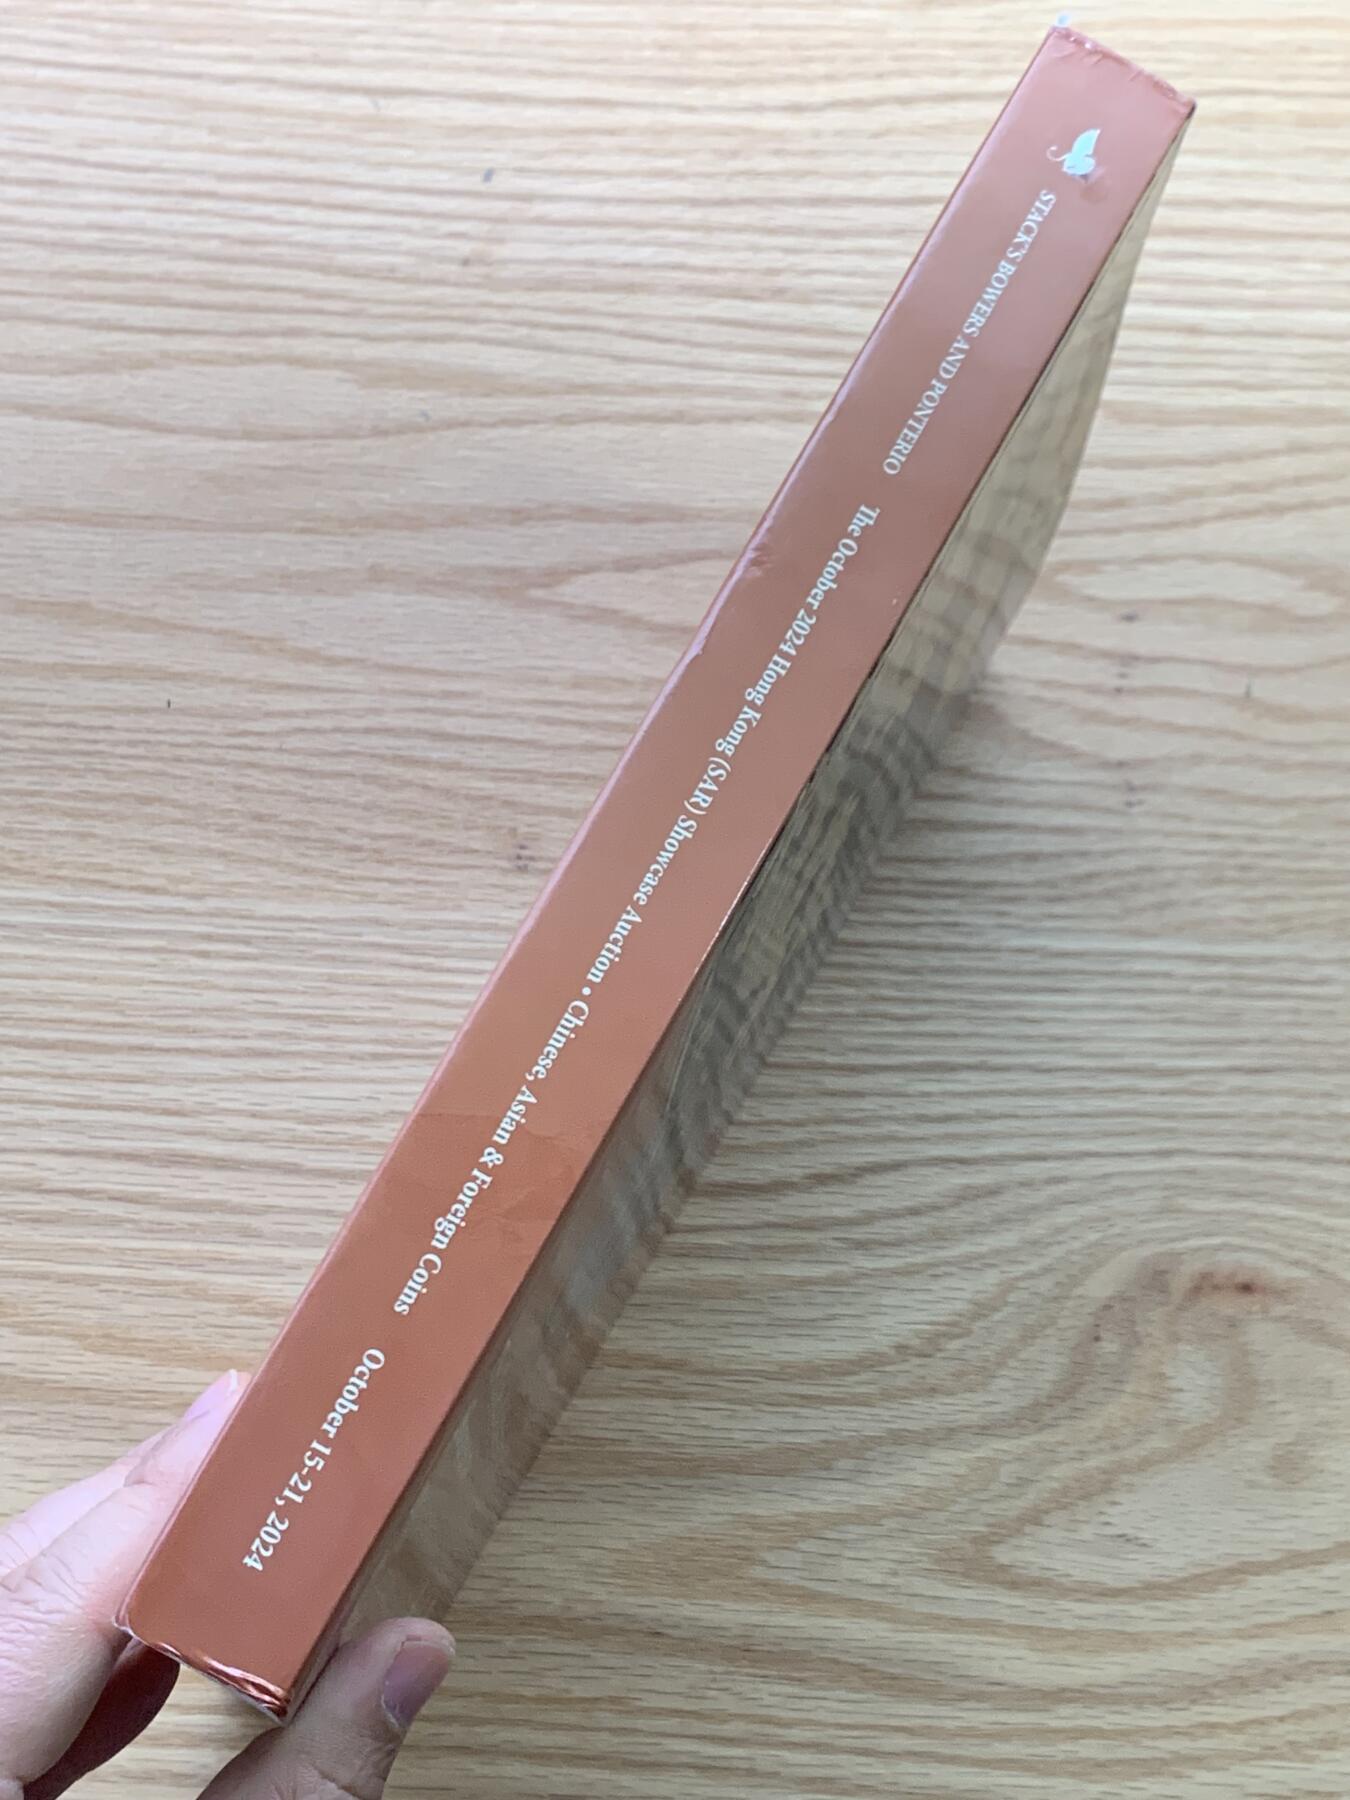 STACK'S BOWERS AND PONTERIO
The October 2024 Hong Kong (SAR) Showcase Auction • Chinese, Asian & Foreign Coins
October 15-21, 2024